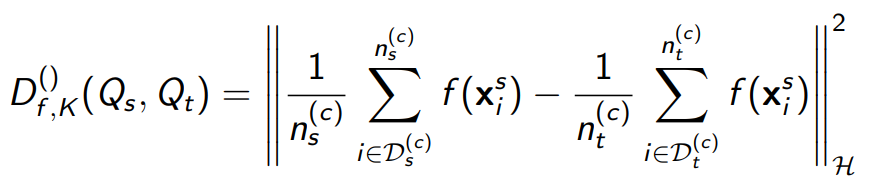 $D_{f,K}^{()}(Q_s, Q_t) = \left\| \frac{1}{n_s^{(c)}} \sum_{i \in \mathcal{D}_s^{(c)}}^{n_s^{(c)}} f(\mathbf{x}_i^s) - \frac{1}{n_t^{(c)}} \sum_{i \in \mathcal{D}_t^{(c)}}^{n_t^{(c)}} f(\mathbf{x}_i^s) \right\|_{\mathcal{H}}^2$